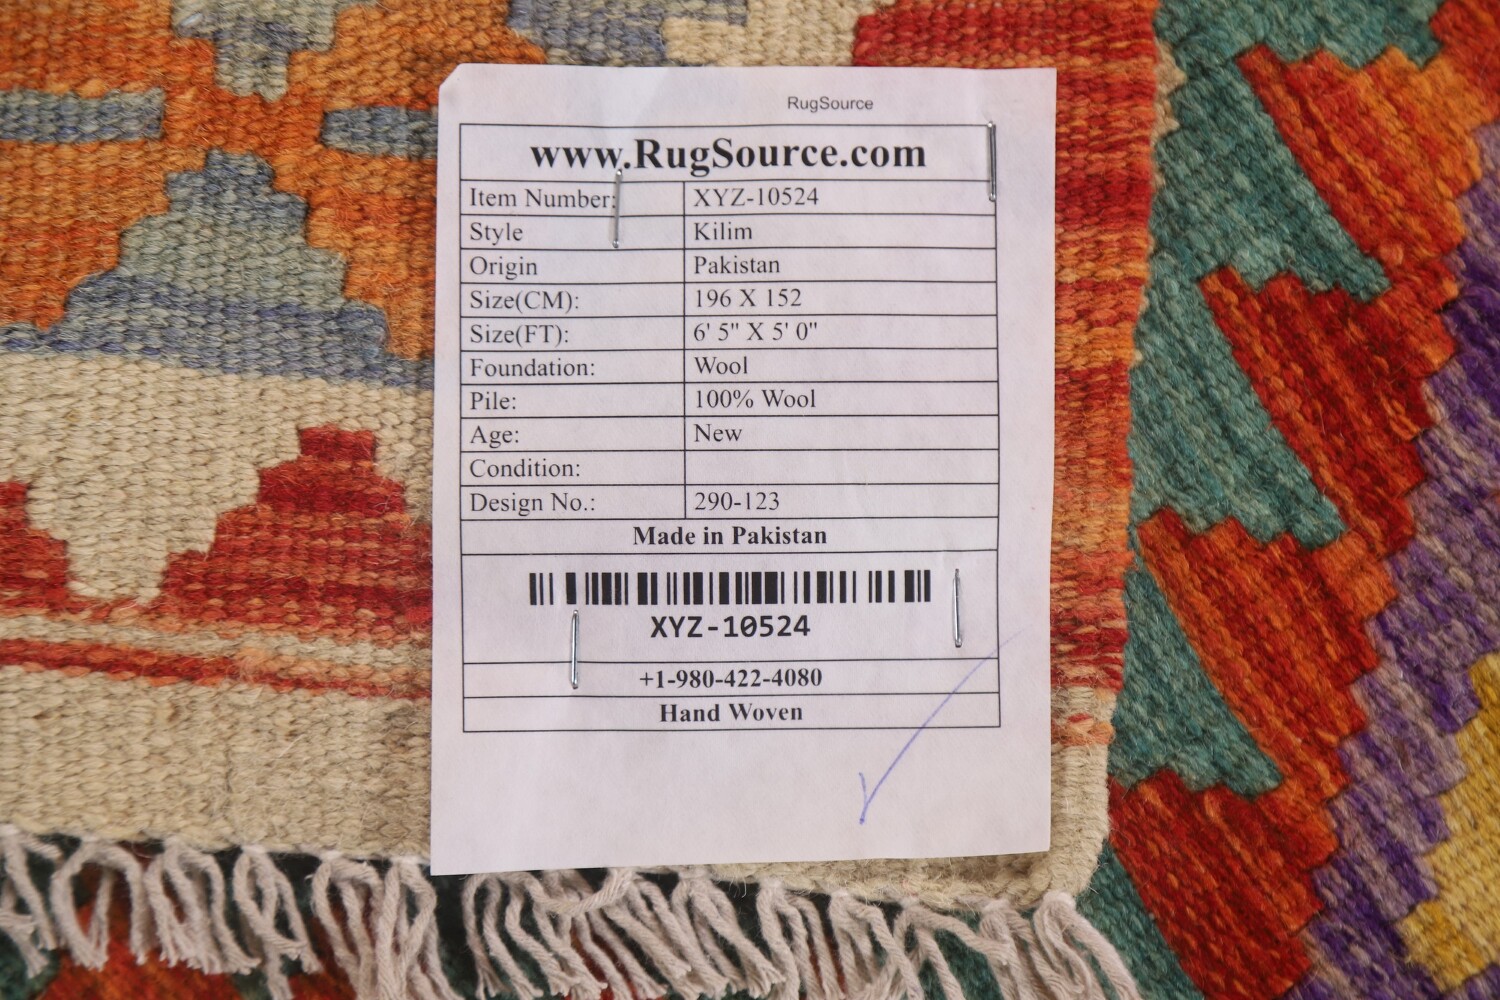 RugSource
www.RugSource.com
Item Number: XYZ-10524
Style Kilim
Origin Pakistan
Size(CM): 196 X 152
Size(FT): 6' 5" X 5' 0"
Foundation: Wool
Pile: 100% Wool
Age: New
Condition:
Design No.: 290-123
Made in Pakistan
XYZ-10524
+1-980-422-4080
Hand Woven